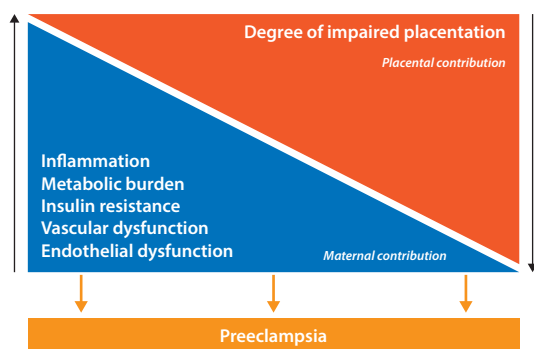 Degree of impaired placentation
Placental contribution
Inflammation
Metabolic burden
Insulin resistance
Vascular dysfunction
Endothelial dysfunction
Maternal contribution
Preeclampsia